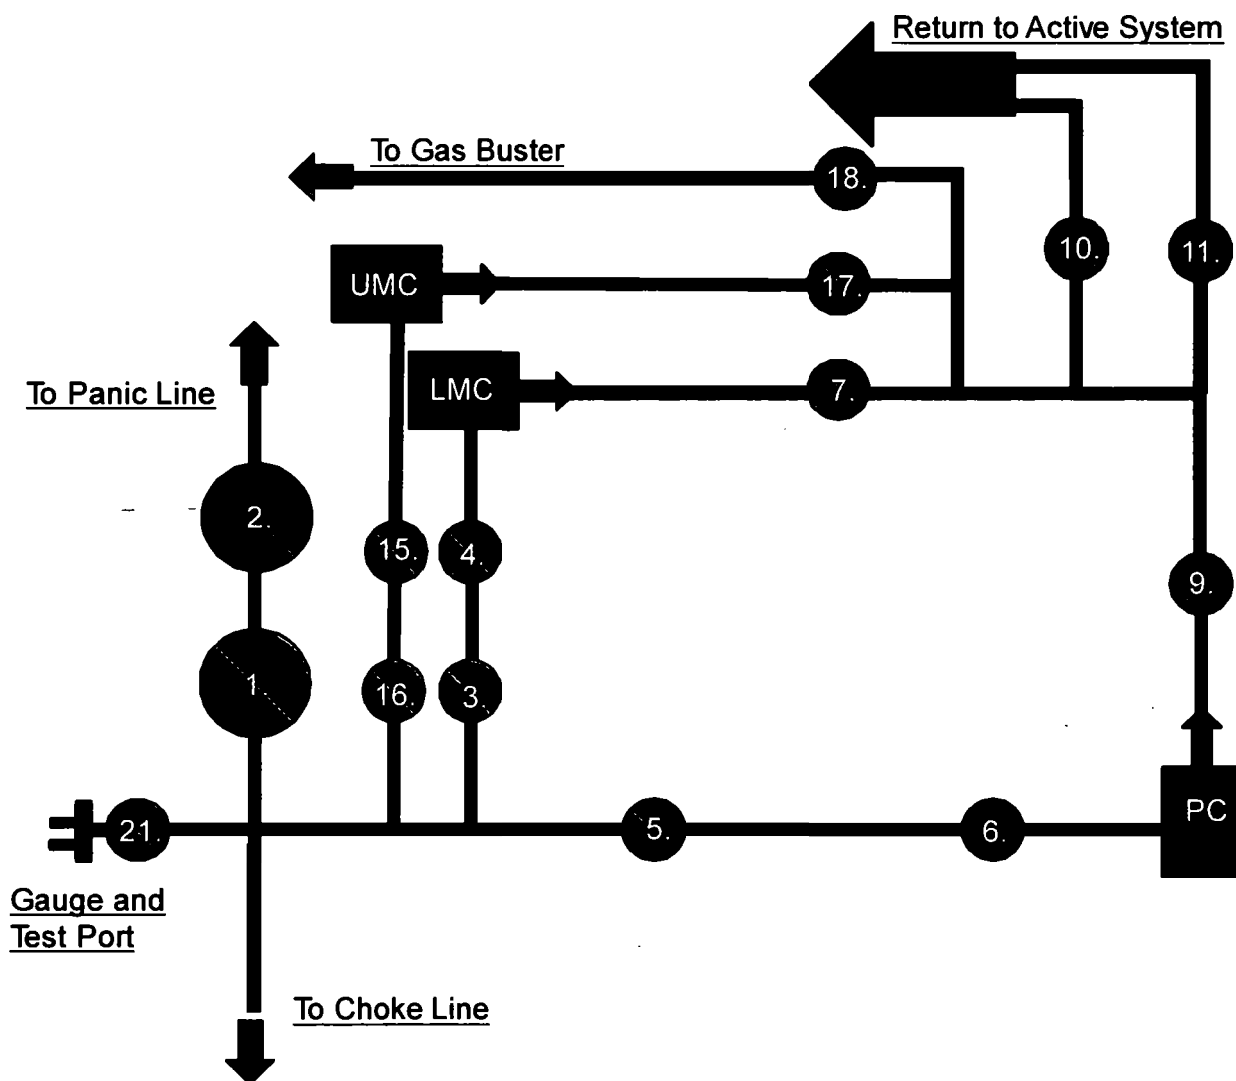 Return to Active System
To Gas Buster
18.
10.
11.
UMC
17.
To Panic Line
LMC
7.
2.
15.
4.
9.
1.
16.
3.
PC
21.
5.
6.
Gauge and
Test Port
To Choke Line